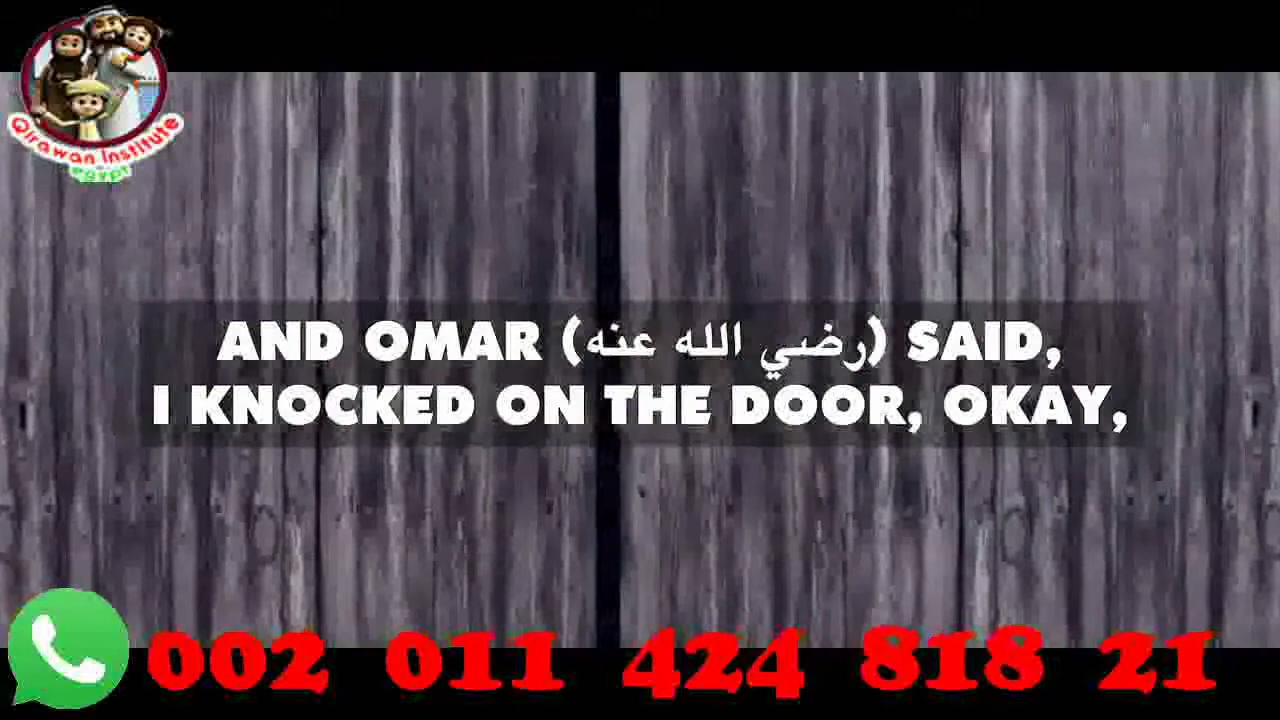 Qirawan Institute
egypt
AND OMAR (رضي الله عنه) SAID,
I KNOCKED ON THE DOOR, OKAY,
002 011 424 818 21